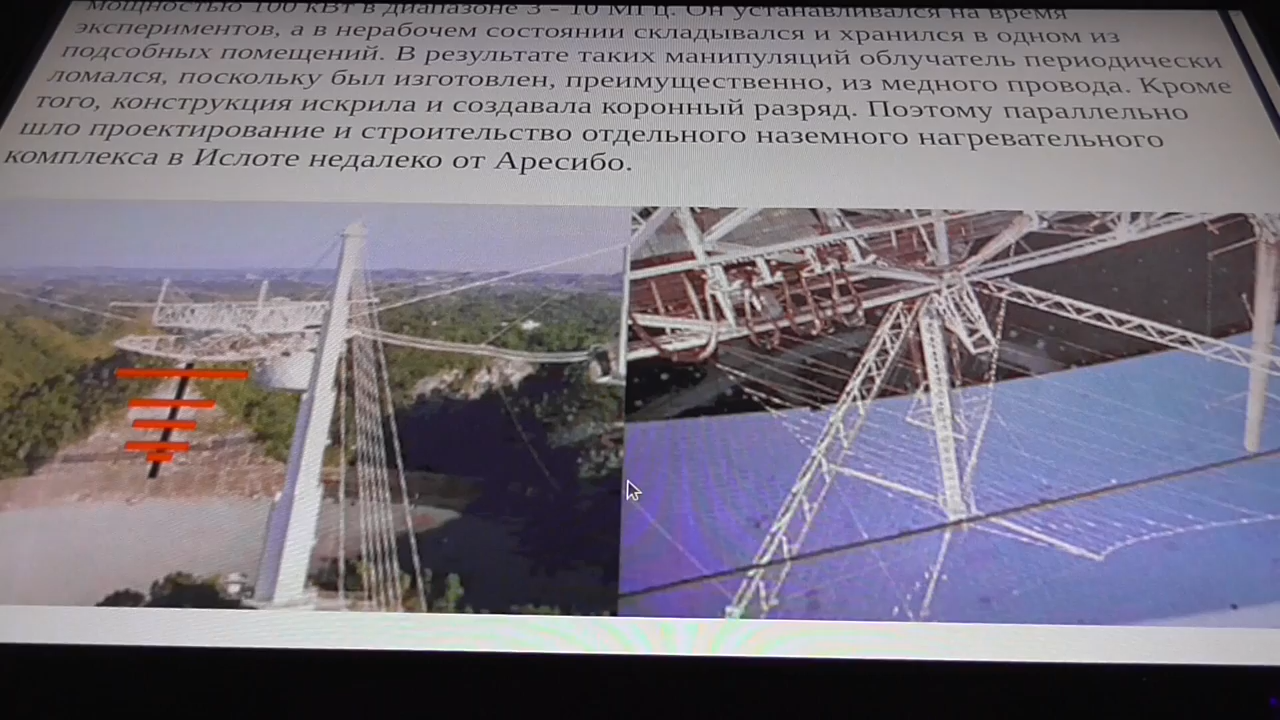 мощностью 100 кВт в диапазоне 3 - 10 МГц. Он устанавливался на время
экспериментов, а в нерабочем состоянии складывался и хранился в одном из
подсобных помещений. В результате таких манипуляций облучатель периодически
ломался, поскольку был изготовлен, преимущественно, из медного провода. Кроме
того, конструкция искрила и создавала коронный разряд. Поэтому параллельно
шло проектирование и строительство отдельного наземного нагревательного
комплекса в Ислоте недалеко от Аресибо.